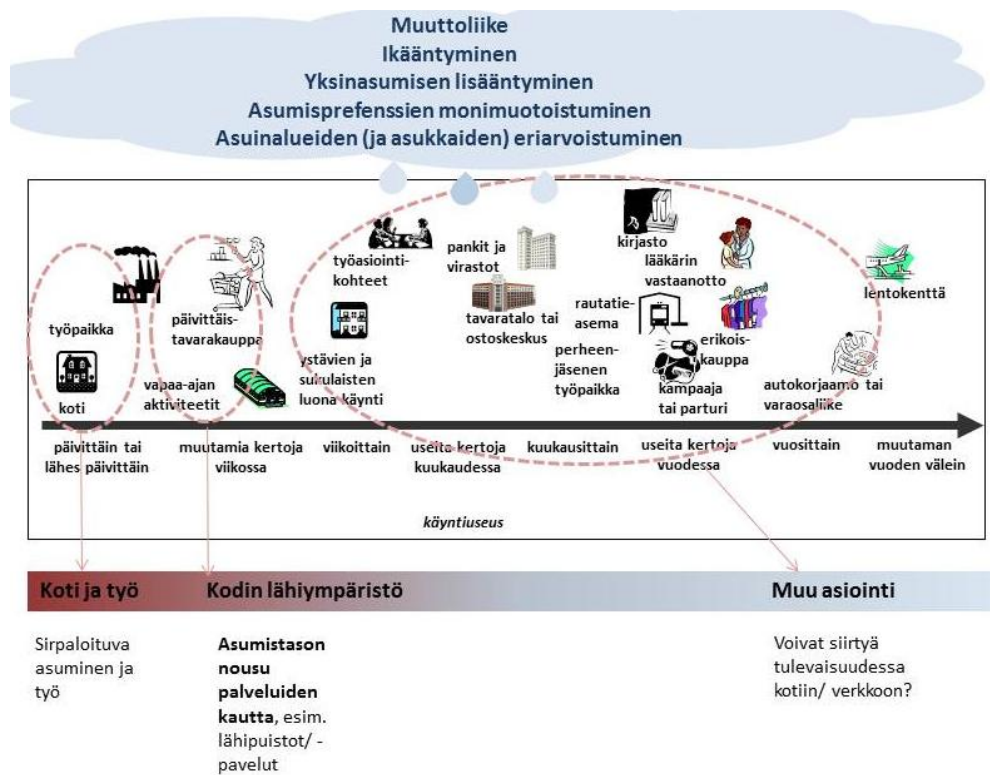 Muuttoliike
Ikääntyminen
Yksinasumisen lisääntyminen
Asumisprefenssien monimuotoistuminen
Asuinalueiden (ja asukkaiden) eriarvoistuminen
työpaikka
koti
päivittäis-
tavarakauppa
vapaa-ajan
aktiviteetit
työasiointi-
kohteet
ystävien ja
sukulaisten
luona käynti
pankit ja
virastot
tavaratalo tai
ostoskeskus
perheen-
jäsenen
työpaikka
kirjasto
lääkärin
vastaanotto
rautatie-
asema
erikois-
kauppa
kampaaja
tai parturi
autokorjaamo tai
varaosaliike
lentokenttä
päivittäin tai
lähes päivittäin
muutamia kertoja
viikossa
viikoittain
useita kertoja
kuukaudessa
kuukausittain
useita kertoja
vuodessa
vuosittain
muutaman
vuoden välein
käyntiuseus
Koti ja työ
Kodin lähiympäristö
Muu asiointi
Sirpaloituva
asuminen ja
työ
Asumistason
nousu
palveluiden
kautta, esim.
lähipuistot/ -
pavelut
Voivat siirtyä
tulevaisuudessa
kotiin/ verkkoon?